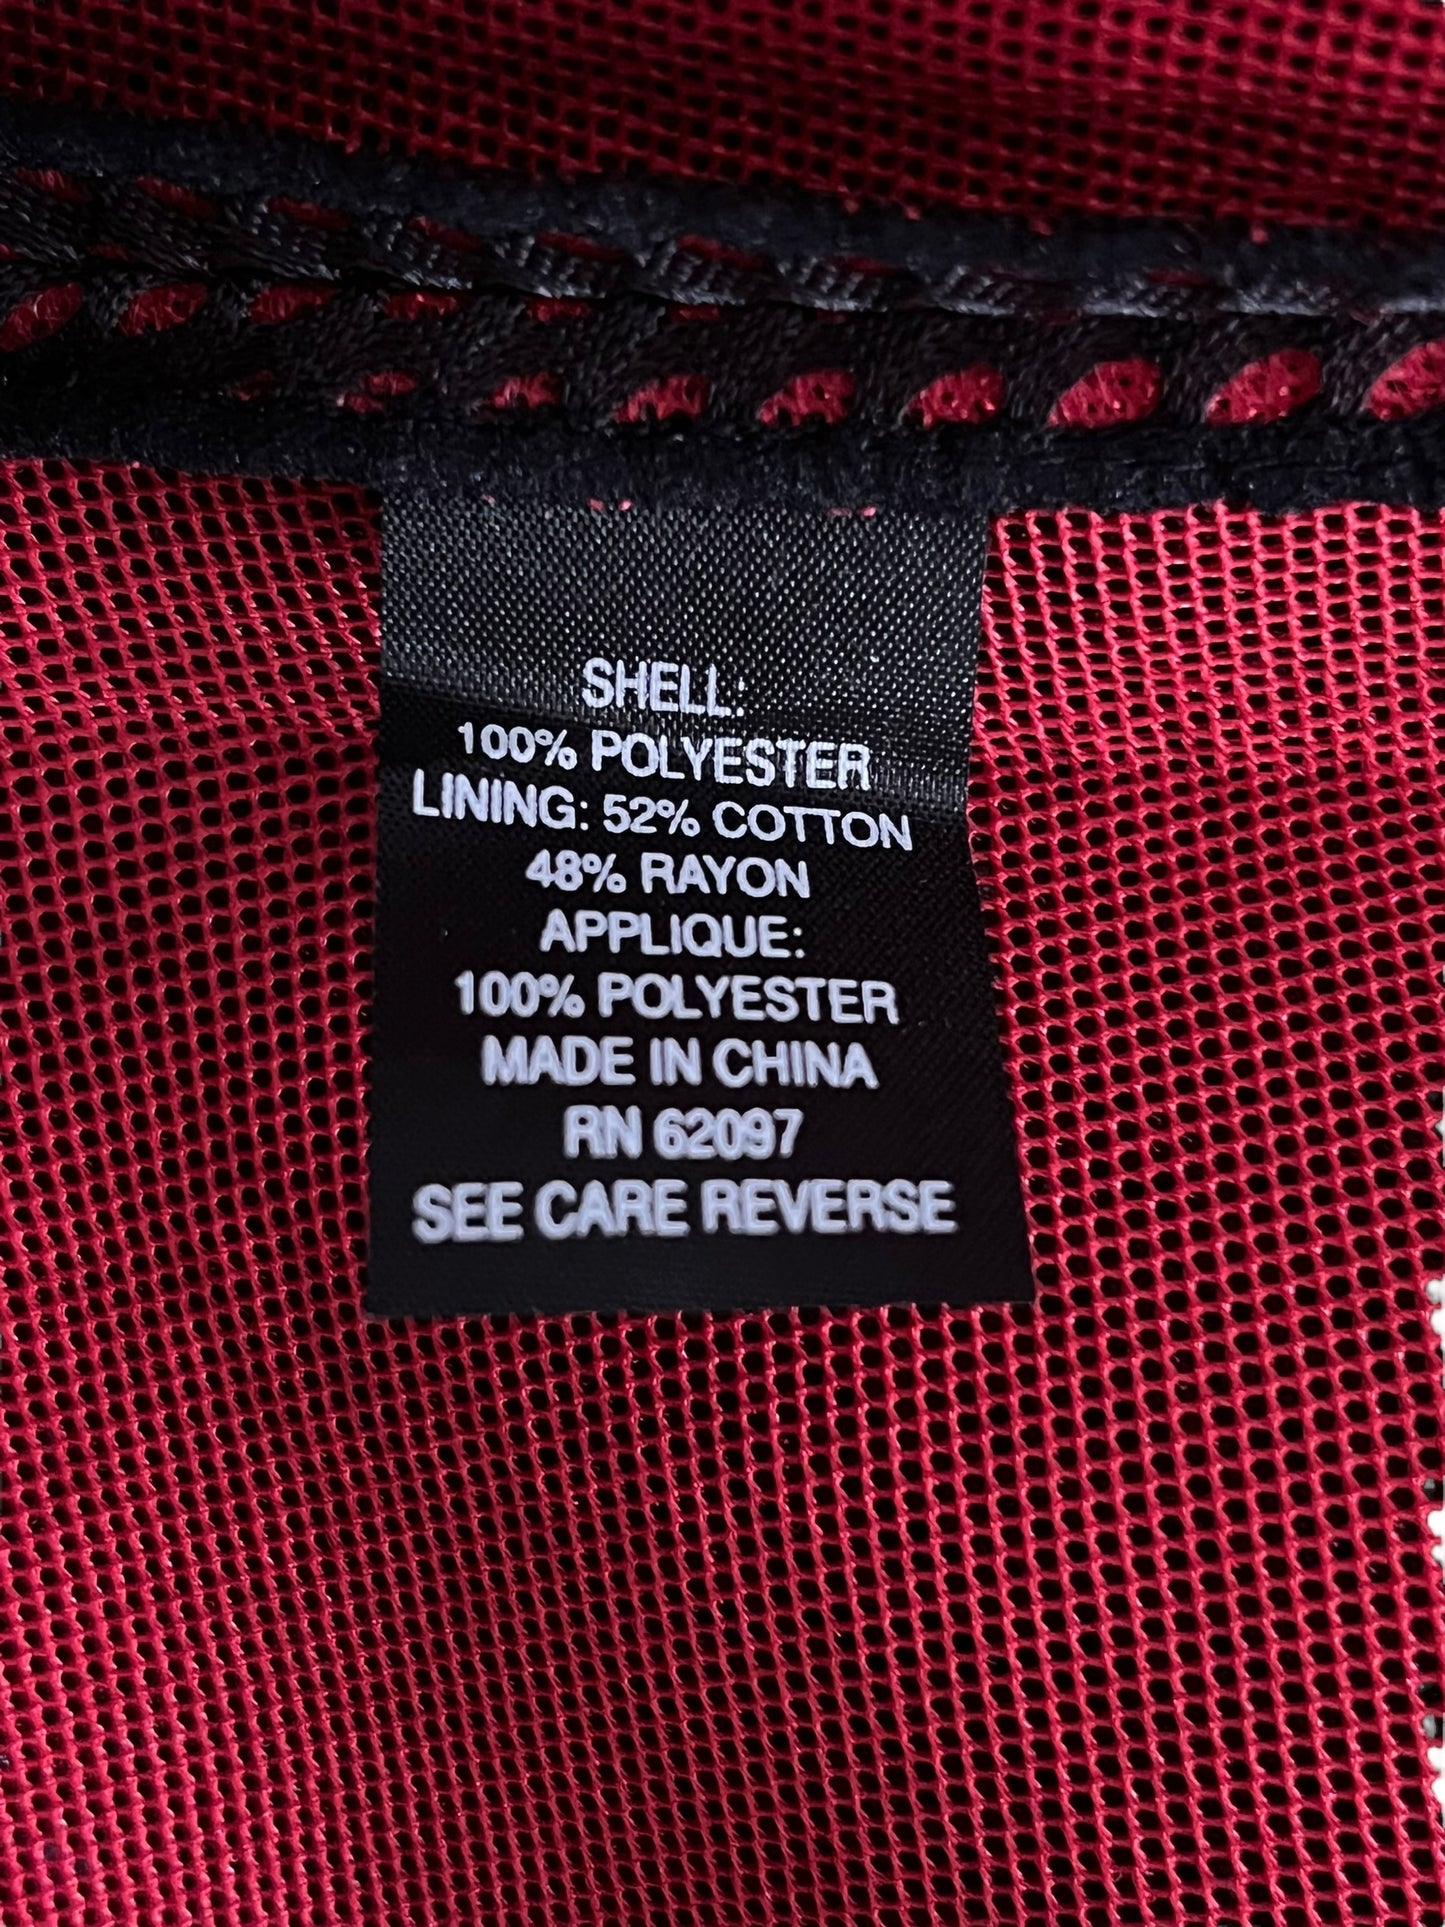 SHELL:
100% POLYESTER
LINING: 52% COTTON
48% RAYON
APPLIQUE:
100% POLYESTER
MADE IN CHINA
RN 62097
SEE CARE REVERSE